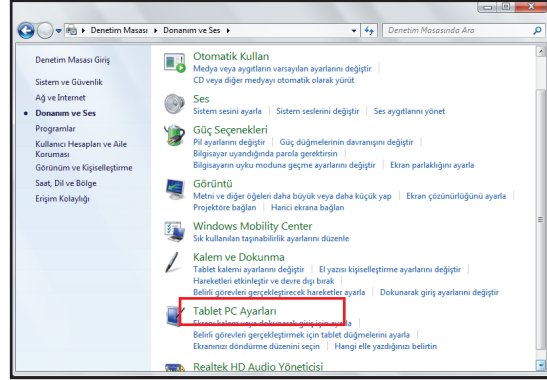 Denetim Masası ▸ Donanım ve Ses ▸
Denetim Masasında Ara
Denetim Masası Giriş
Sistem ve Güvenlik
Ağ ve İnternet
Donanım ve Ses
Programlar
Kullanıcı Hesapları ve Aile
Koruması
Görünüm ve Kişiselleştirme
Saat, Dil ve Bölge
Erişim Kolaylığı
Otomatik Kullan
Medya veya aygıtların varsayılan ayarlarını değiştir
CD veya diğer medyayı otomatik olarak yürüt
Ses
Sistem sesini ayarla | Sistem seslerini değiştir | Ses aygıtlarını yönet
Güç Seçenekleri
Pil ayarlarını değiştir | Güç düğmelerinin davranışını değiştir
Bilgisayar uyandığında parola gerektirsin
Bilgisayarın uyku moduna geçme ayarlarını değiştir | Ekran parlaklığını ayarla
Görüntü
Metni ve diğer öğeleri daha büyük veya daha küçük yap | Ekran çözünürlüğünü ayarla
Projektöre bağlan | Harici ekrana bağlan
Windows Mobility Center
Sık kullanılan taşınabilirlik ayarlarını düzenle
Kalem ve Dokunma
Tablet kalemi ayarlarını değiştir | El yazısı kişiselleştirme ayarlarını değiştir
Hareketleri etkinleştir ve devre dışı bırak
Belirli görevleri gerçekleştirecek hareketler ayarla | Dokunarak giriş ayarlarını değiştir
Tablet PC Ayarları
Ekranı kalem veya dokunarak giriş için ayarla
Belirli görevleri gerçekleştirmek için tablet düğmelerini ayarla
Ekranınızı döndürme düzenini seçin | Hangi elle yazdığınızı belirtin
Realtek HD Audio Yöneticisi